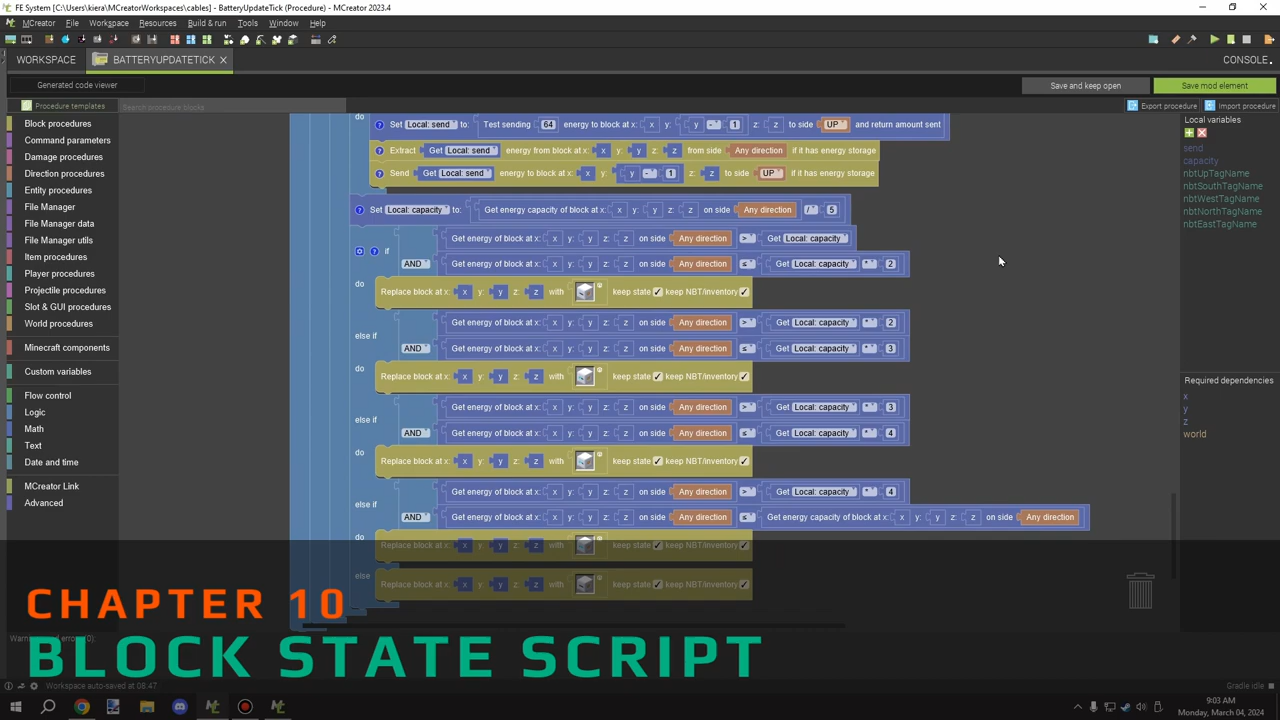 FE System [C:\Users\kiera\MCreatorWorkspaces\cables] - BatteryUpdateTick (Procedure) - MCreator 2023.4
MCreator File Workspace Resources Build & run Tools Window Help
WORKSPACE BATTERYUPDATETICK CONSOLE
Generated code viewer Save and keep open Save mod element
Procedure templates Search procedure blocks Export procedure Import procedure
Block procedures
Command parameters
Damage procedures
Direction procedures
Entity procedures
File Manager
File Manager Data
File Manager utils
Item procedures
Player procedures
Projectile procedures
Slot & GUI procedures
World procedures
Minecraft components
Custom variables
Flow control
Logic
Math
Text
Date and time
MCreator Link
Advanced
do Set Local: send to: Test sending 64 energy to block at x: x y - 1 z: z to side UP and return amount sent
Extract Get Local: send energy from block at x: x y: y z: z from side Any direction if it has energy storage
Send Get Local: send energy to block at x: x y: y - 1 z: z to side UP if it has energy storage
Set Local: capacity to: Get energy capacity of block at x: x y: y z: z on side Any direction / 5
if Get energy of block at x: x y: y z: z on side Any direction > Get Local: capacity
AND Get energy of block at x: x y: y z: z on side Any direction ≤ Get Local: capacity * 2
do Replace block at x: x y: y z: z with keep state keep NBT/inventory
else if Get energy of block at x: x y: y z: z on side Any direction > Get Local: capacity * 2
AND Get energy of block at x: x y: y z: z on side Any direction ≤ Get Local: capacity * 3
do Replace block at x: x y: y z: z with keep state keep NBT/inventory
else if Get energy of block at x: x y: y z: z on side Any direction > Get Local: capacity * 3
AND Get energy of block at x: x y: y z: z on side Any direction ≤ Get Local: capacity * 4
do Replace block at x: x y: y z: z with keep state keep NBT/inventory
else if Get energy of block at x: x y: y z: z on side Any direction > Get Local: capacity * 4
AND Get energy of block at x: x y: y z: z on side Any direction ≤ Get energy capacity of block at x: x y: y z: z on side Any direction
do Replace block at x: x y: y z: z with keep state keep NBT/inventory
else Replace block at x: x y: y z: z with keep state keep NBT/inventory
Local variables
send
capacity
nbtUpTagName
nbtSouthTagName
nbtWestTagName
nbtNorthTagName
nbtEastTagName
Required dependencies
x
y
z
world
CHAPTER 10
BLOCK STATE SCRIPT
Workspace auto-saved at 08:47 Gradle idle
9:03 AM
Monday, March 04, 2024